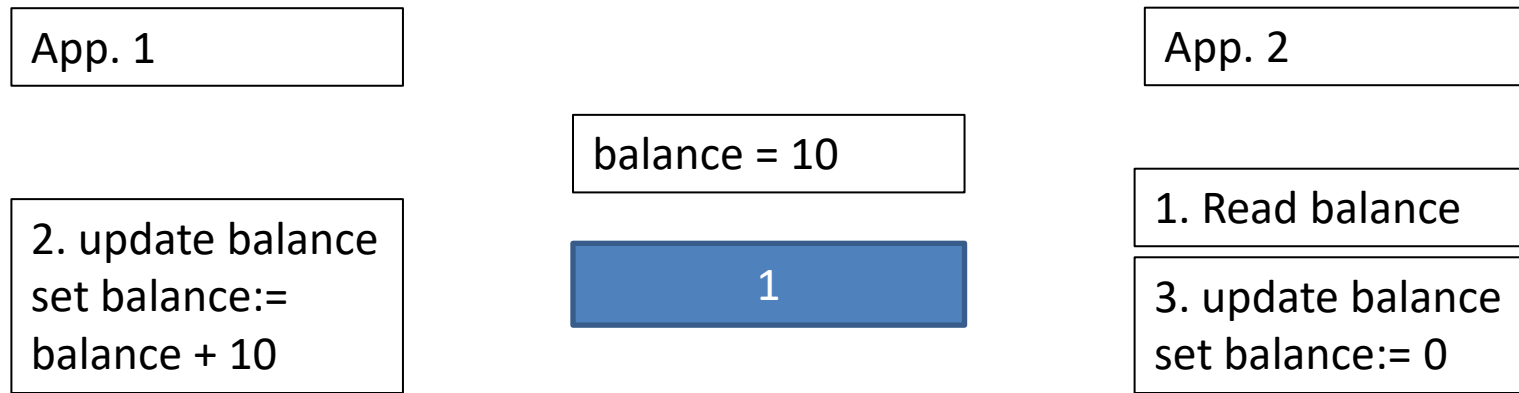 App. 1
App. 2
balance = 10
1. Read balance
2. update balance
set balance:=
balance + 10
1
3. update balance
set balance:= 0